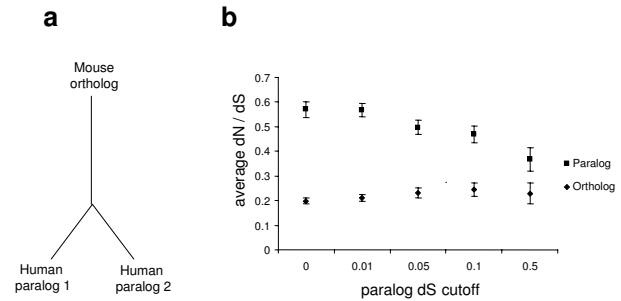 a
Mouse
ortholog
Human
paralog 1
Human
paralog 2
b
average dN / dS
0.7
0.6
0.5
0.4
0.3
0.2
0.1
0
0 0.01 0.05 0.1 0.5
paralog dS cutoff
Paralog
Ortholog